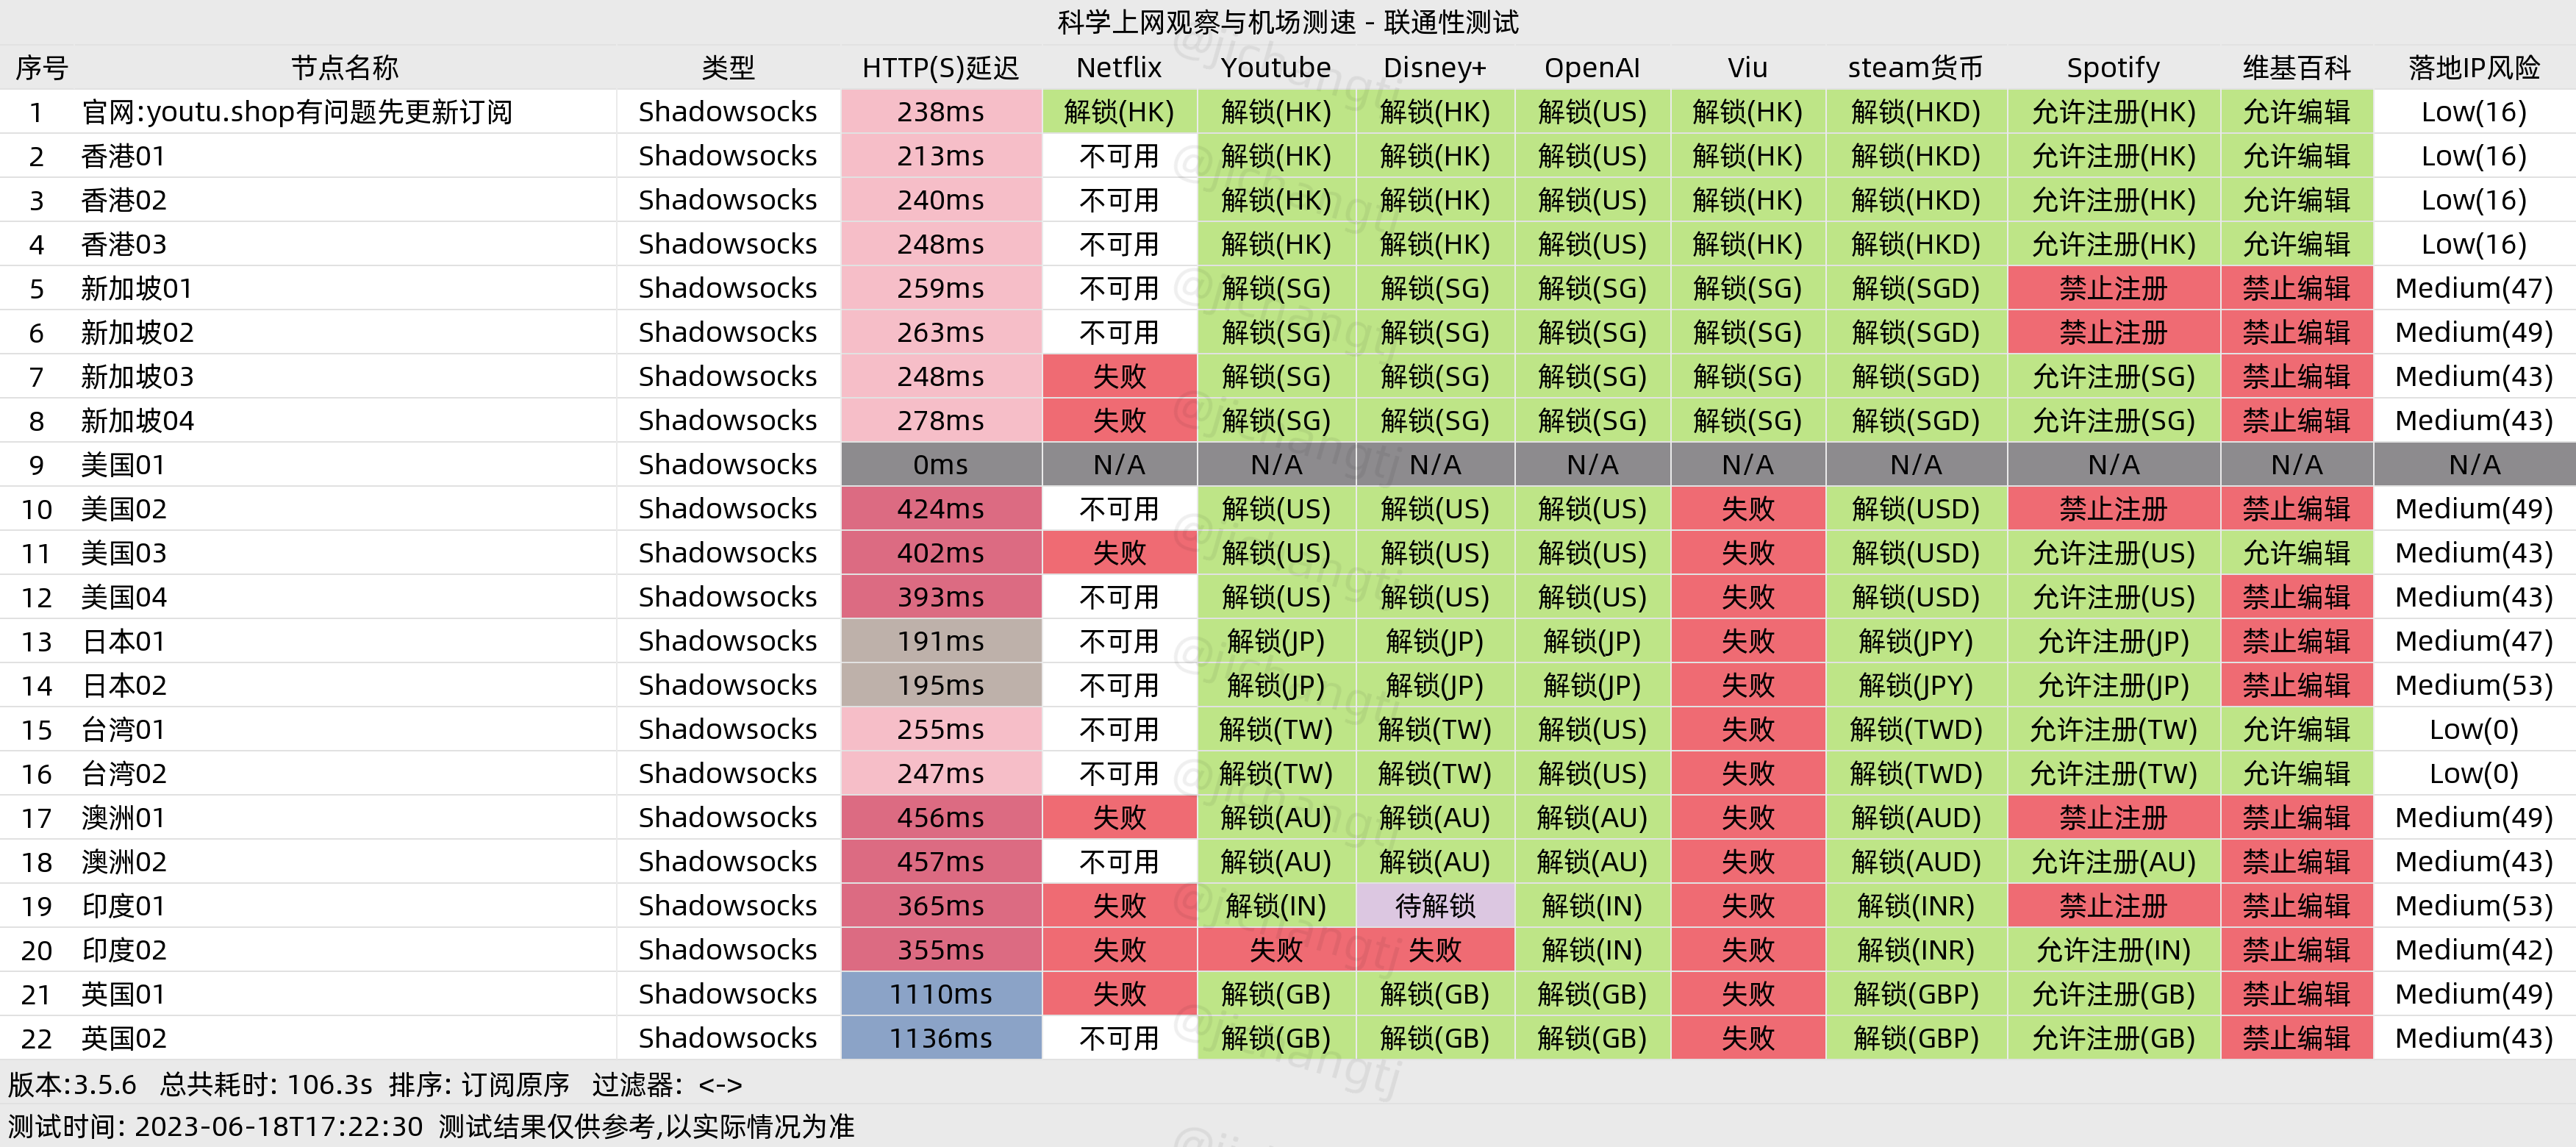 科学上网观察与机场测速 - 联通性测试
序号 节点名称 类型 HTTP(S)延迟 Netflix Youtube Disney+ OpenAI Viu steam货币 Spotify 维基百科 落地IP风险
1 官网:youtu.shop有问题先更新订阅 Shadowsocks 238ms 解锁(HK) 解锁(HK) 解锁(HK) 解锁(US) 解锁(HK) 解锁(HKD) 允许注册(HK) 允许编辑 Low(16)
2 香港01 Shadowsocks 213ms 不可用 解锁(HK) 解锁(HK) 解锁(US) 解锁(HK) 解锁(HKD) 允许注册(HK) 允许编辑 Low(16)
3 香港02 Shadowsocks 240ms 不可用 解锁(HK) 解锁(HK) 解锁(US) 解锁(HK) 解锁(HKD) 允许注册(HK) 允许编辑 Low(16)
4 香港03 Shadowsocks 248ms 不可用 解锁(HK) 解锁(HK) 解锁(US) 解锁(HK) 解锁(HKD) 允许注册(HK) 允许编辑 Low(16)
5 新加坡01 Shadowsocks 259ms 不可用 解锁(SG) 解锁(SG) 解锁(SG) 解锁(SG) 解锁(SGD) 禁止注册 禁止编辑 Medium(47)
6 新加坡02 Shadowsocks 263ms 不可用 解锁(SG) 解锁(SG) 解锁(SG) 解锁(SG) 解锁(SGD) 禁止注册 禁止编辑 Medium(49)
7 新加坡03 Shadowsocks 248ms 失败 解锁(SG) 解锁(SG) 解锁(SG) 解锁(SG) 解锁(SGD) 允许注册(SG) 禁止编辑 Medium(43)
8 新加坡04 Shadowsocks 278ms 失败 解锁(SG) 解锁(SG) 解锁(SG) 解锁(SG) 解锁(SGD) 允许注册(SG) 禁止编辑 Medium(43)
9 美国01 Shadowsocks 0ms N/A N/A N/A N/A N/A N/A N/A N/A N/A
10 美国02 Shadowsocks 424ms 不可用 解锁(US) 解锁(US) 解锁(US) 失败 解锁(USD) 禁止注册 禁止编辑 Medium(49)
11 美国03 Shadowsocks 402ms 失败 解锁(US) 解锁(US) 解锁(US) 失败 解锁(USD) 允许注册(US) 允许编辑 Medium(43)
12 美国04 Shadowsocks 393ms 不可用 解锁(US) 解锁(US) 解锁(US) 失败 解锁(USD) 允许注册(US) 禁止编辑 Medium(43)
13 日本01 Shadowsocks 191ms 不可用 解锁(JP) 解锁(JP) 解锁(JP) 失败 解锁(JPY) 允许注册(JP) 禁止编辑 Medium(47)
14 日本02 Shadowsocks 195ms 不可用 解锁(JP) 解锁(JP) 解锁(JP) 失败 解锁(JPY) 允许注册(JP) 禁止编辑 Medium(53)
15 台湾01 Shadowsocks 255ms 不可用 解锁(TW) 解锁(TW) 解锁(US) 失败 解锁(TWD) 允许注册(TW) 允许编辑 Low(0)
16 台湾02 Shadowsocks 247ms 不可用 解锁(TW) 解锁(TW) 解锁(US) 失败 解锁(TWD) 允许注册(TW) 允许编辑 Low(0)
17 澳洲01 Shadowsocks 456ms 失败 解锁(AU) 解锁(AU) 解锁(AU) 失败 解锁(AUD) 禁止注册 禁止编辑 Medium(49)
18 澳洲02 Shadowsocks 457ms 不可用 解锁(AU) 解锁(AU) 解锁(AU) 失败 解锁(AUD) 允许注册(AU) 禁止编辑 Medium(43)
19 印度01 Shadowsocks 365ms 失败 解锁(IN) 待解锁 解锁(IN) 失败 解锁(INR) 禁止注册 禁止编辑 Medium(53)
20 印度02 Shadowsocks 355ms 失败 失败 失败 解锁(IN) 失败 解锁(INR) 允许注册(IN) 禁止编辑 Medium(42)
21 英国01 Shadowsocks 1110ms 失败 解锁(GB) 解锁(GB) 解锁(GB) 失败 解锁(GBP) 允许注册(GB) 禁止编辑 Medium(49)
22 英国02 Shadowsocks 1136ms 不可用 解锁(GB) 解锁(GB) 解锁(GB) 失败 解锁(GBP) 允许注册(GB) 禁止编辑 Medium(43)
版本:3.5.6 总共耗时: 106.3s 排序: 订阅原序 过滤器: <->
测试时间: 2023-06-18T17:22:30 测试结果仅供参考,以实际情况为准
@jichangtj
@jichangtj
@jichangtj
@jichangtj
@jichangtj
@jichangtj
@jichangtj
@jichangtj
@jichangtj